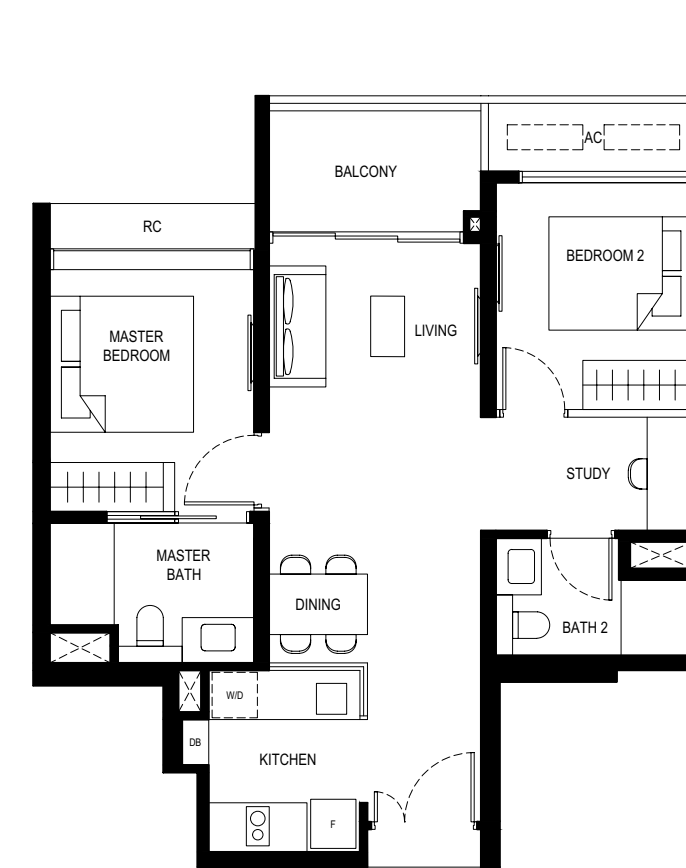 AC
BALCONY
RC
BEDROOM 2
MASTER
BEDROOM
LIVING
STUDY
MASTER
BATH
DINING
BATH 2
W/D
DB
KITCHEN
F